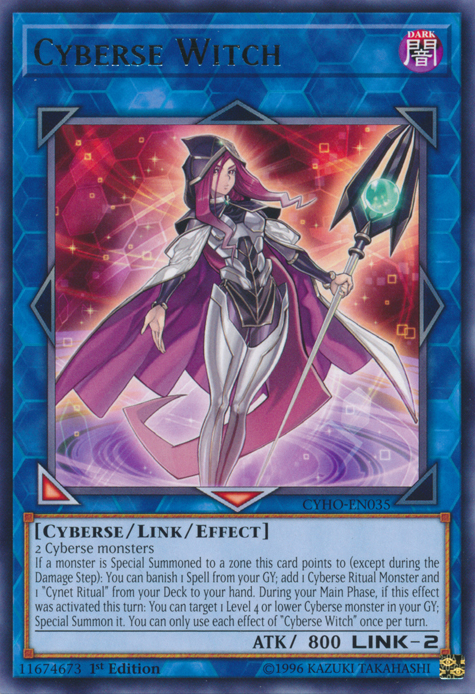 CYBERSE WITCH
DARK
闇
CYHO-EN035
[CYBERSE/LINK/EFFECT]
2 Cyberse monsters
If a monster is Special Summoned to a zone this card points to (except during the
Damage Step): You can banish 1 Spell from your GY; add 1 Cyberse Ritual Monster and
1 "Cynet Ritual" from your Deck to your hand. During your Main Phase, if this effect
was activated this turn: You can target 1 Level 4 or lower Cyberse monster in your GY;
Special Summon it. You can only use each effect of "Cyberse Witch" once per turn.
ATK/ 800 LINK-2
11674673 1st Edition ©1996 KAZUKI TAKAHASHI